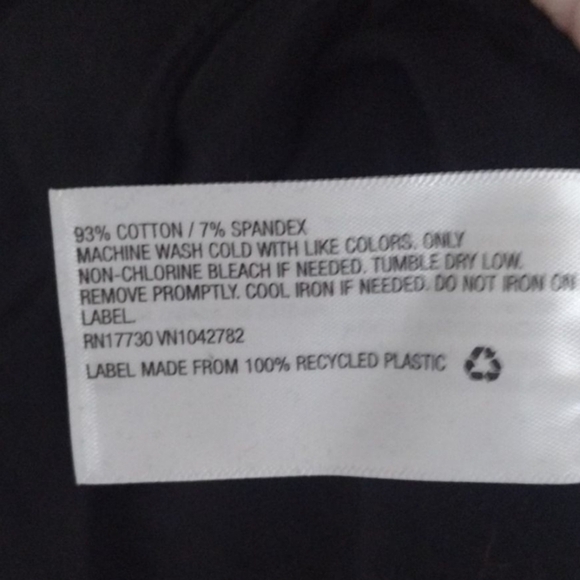 93% COTTON / 7% SPANDEX
MACHINE WASH COLD WITH LIKE COLORS. ONLY
NON-CHLORINE BLEACH IF NEEDED. TUMBLE DRY LOW.
REMOVE PROMPTLY. COOL IRON IF NEEDED. DO NOT IRON ON
LABEL.
RN17730 VN1042782
LABEL MADE FROM 100% RECYCLED PLASTIC